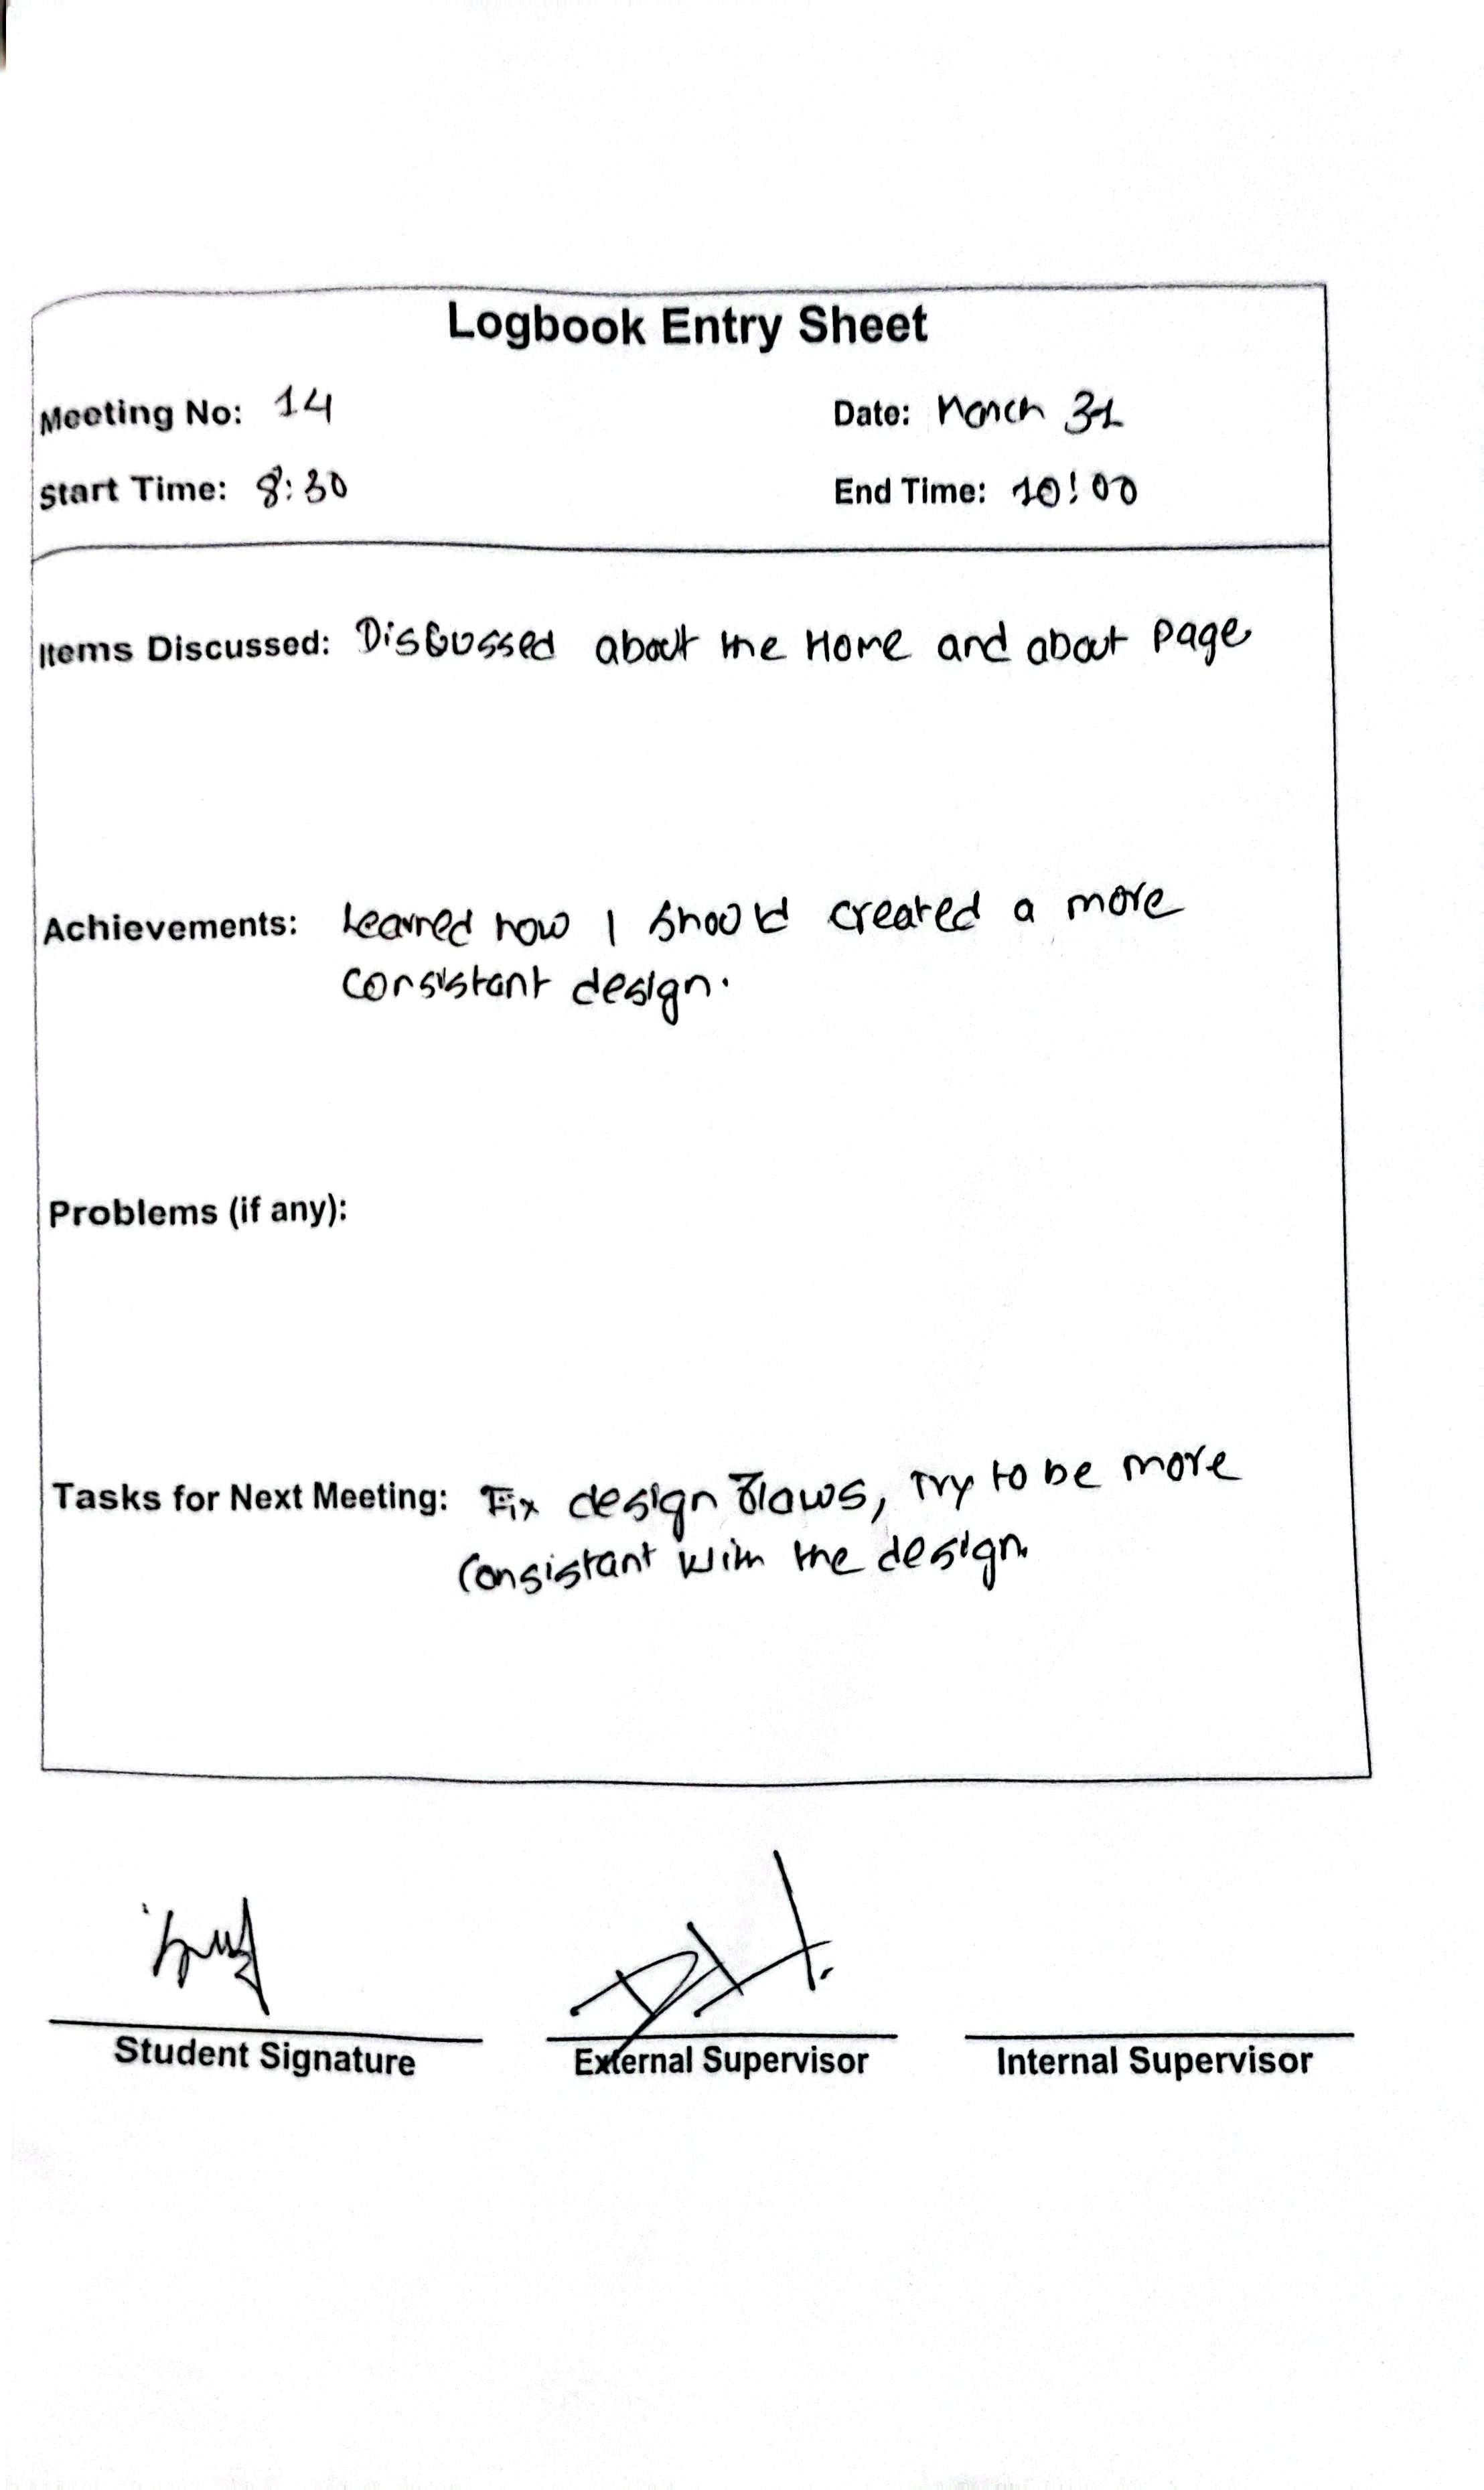 Logbook Entry Sheet
Meeting No: 14 Date: March 31
Start Time: 8:30 End Time: 10:00
Items Discussed: Discussed about the Home and about page
Achievements: Learned how I should created a more
consistant design.
Problems (if any):
Tasks for Next Meeting: Fix design flaws, Try to be more
consistant with the design.
Student Signature External Supervisor Internal Supervisor